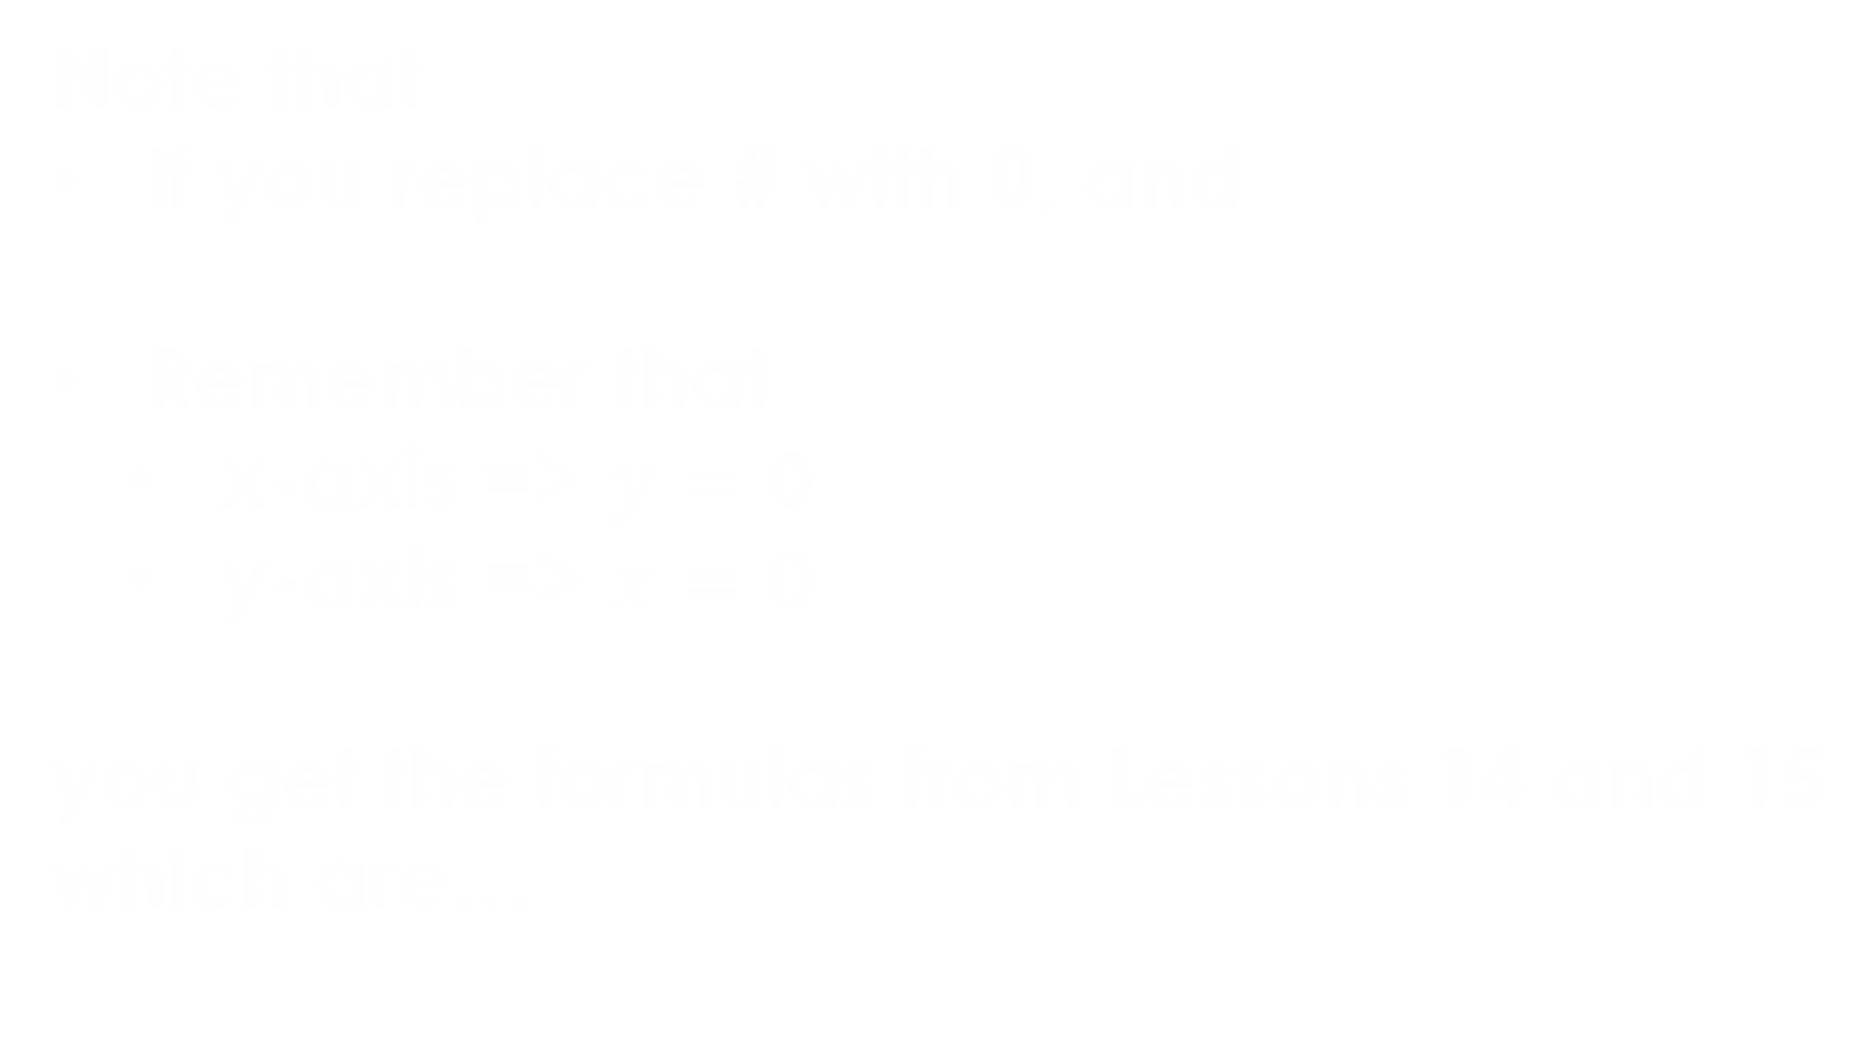 Note that
• If you replace # with 0, and
• Remember that
• x-axis => y = 0
• y-axis => x = 0
you get the formulas from Lessons 14 and 15
which are...